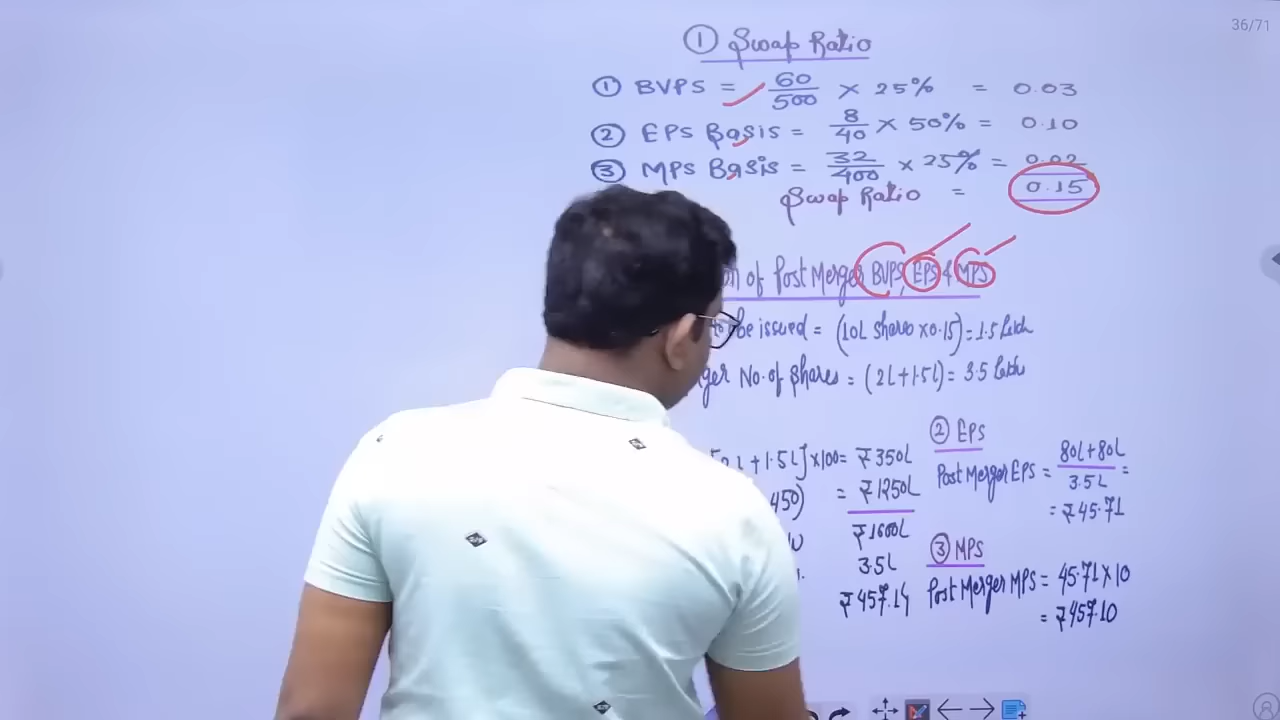 36/71
① Swap Ratio
① BVPS = 60/500 × 25% = 0.03
② EPS Basis = 8/40 × 50% = 0.10
③ MPS Basis = 32/400 × 25% = 0.02
Swap Ratio = 0.15
of Post Merger BVPS, EPS & MPS
be issued = (10L shares × 0.15) = 1.5 Lakh
ger No. of Shares = (2L + 1.5L) = 3.5 Lakhs
L + 1.5L] × 100 = ₹350L
450) = ₹1250L
₹1600L
3.5L
₹457.14
② EPS
Post Merger EPS = 80L + 80L / 3.5L =
= ₹45.71
③ MPS
Post Merger MPS = 45.71 × 10
= ₹457.10